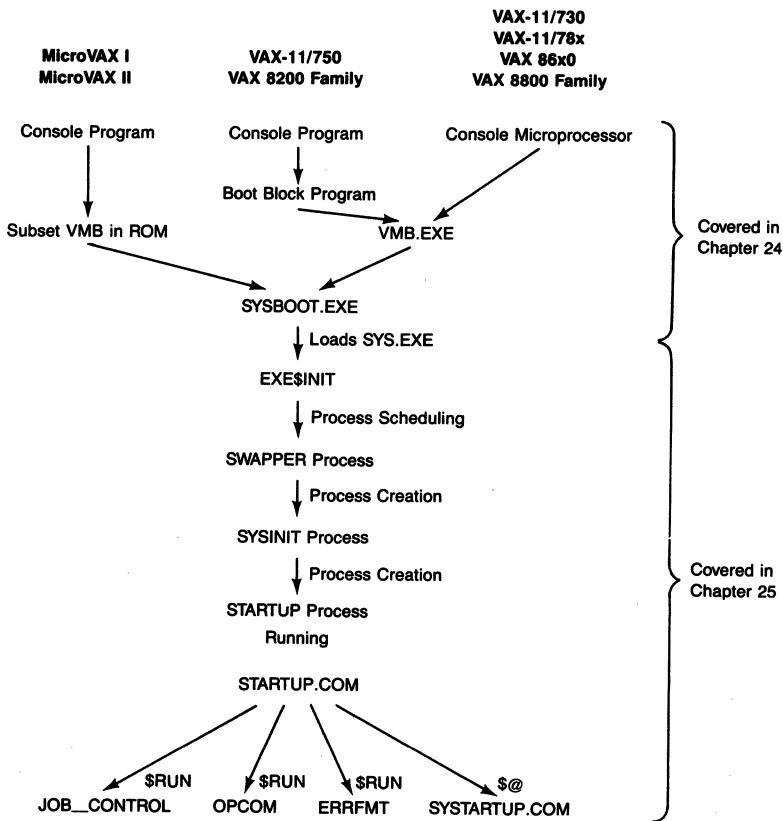 MicroVAX I
MicroVAX II
VAX-11/750
VAX 8200 Family
VAX-11/730
VAX-11/78x
VAX 86x0
VAX 8800 Family
Console Program
Console Program
Console Microprocessor
Boot Block Program
Subset VMB in ROM
VMB.EXE
Covered in
Chapter 24
SYSBOOT.EXE
Loads SYS.EXE
EXE$INIT
Process Scheduling
SWAPPER Process
Process Creation
SYSINIT Process
Process Creation
Covered in
Chapter 25
STARTUP Process
Running
STARTUP.COM
$RUN
$RUN
$RUN
$@
JOB__CONTROL
OPCOM
ERRFMT
SYSTARTUP.COM